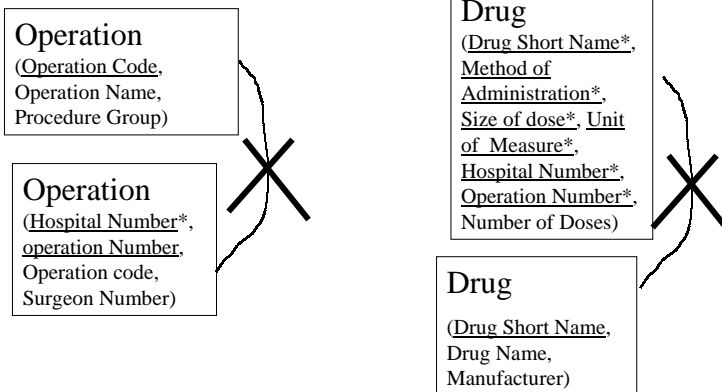 Operation
(Operation Code,
Operation Name,
Procedure Group)
Operation
(Hospital Number*,
operation Number,
Operation code,
Surgeon Number)
Drug
(Drug Short Name*,
Method of
Administration*,
Size of dose*, Unit
of Measure*,
Hospital Number*,
Operation Number*,
Number of Doses)
Drug
(Drug Short Name,
Drug Name,
Manufacturer)